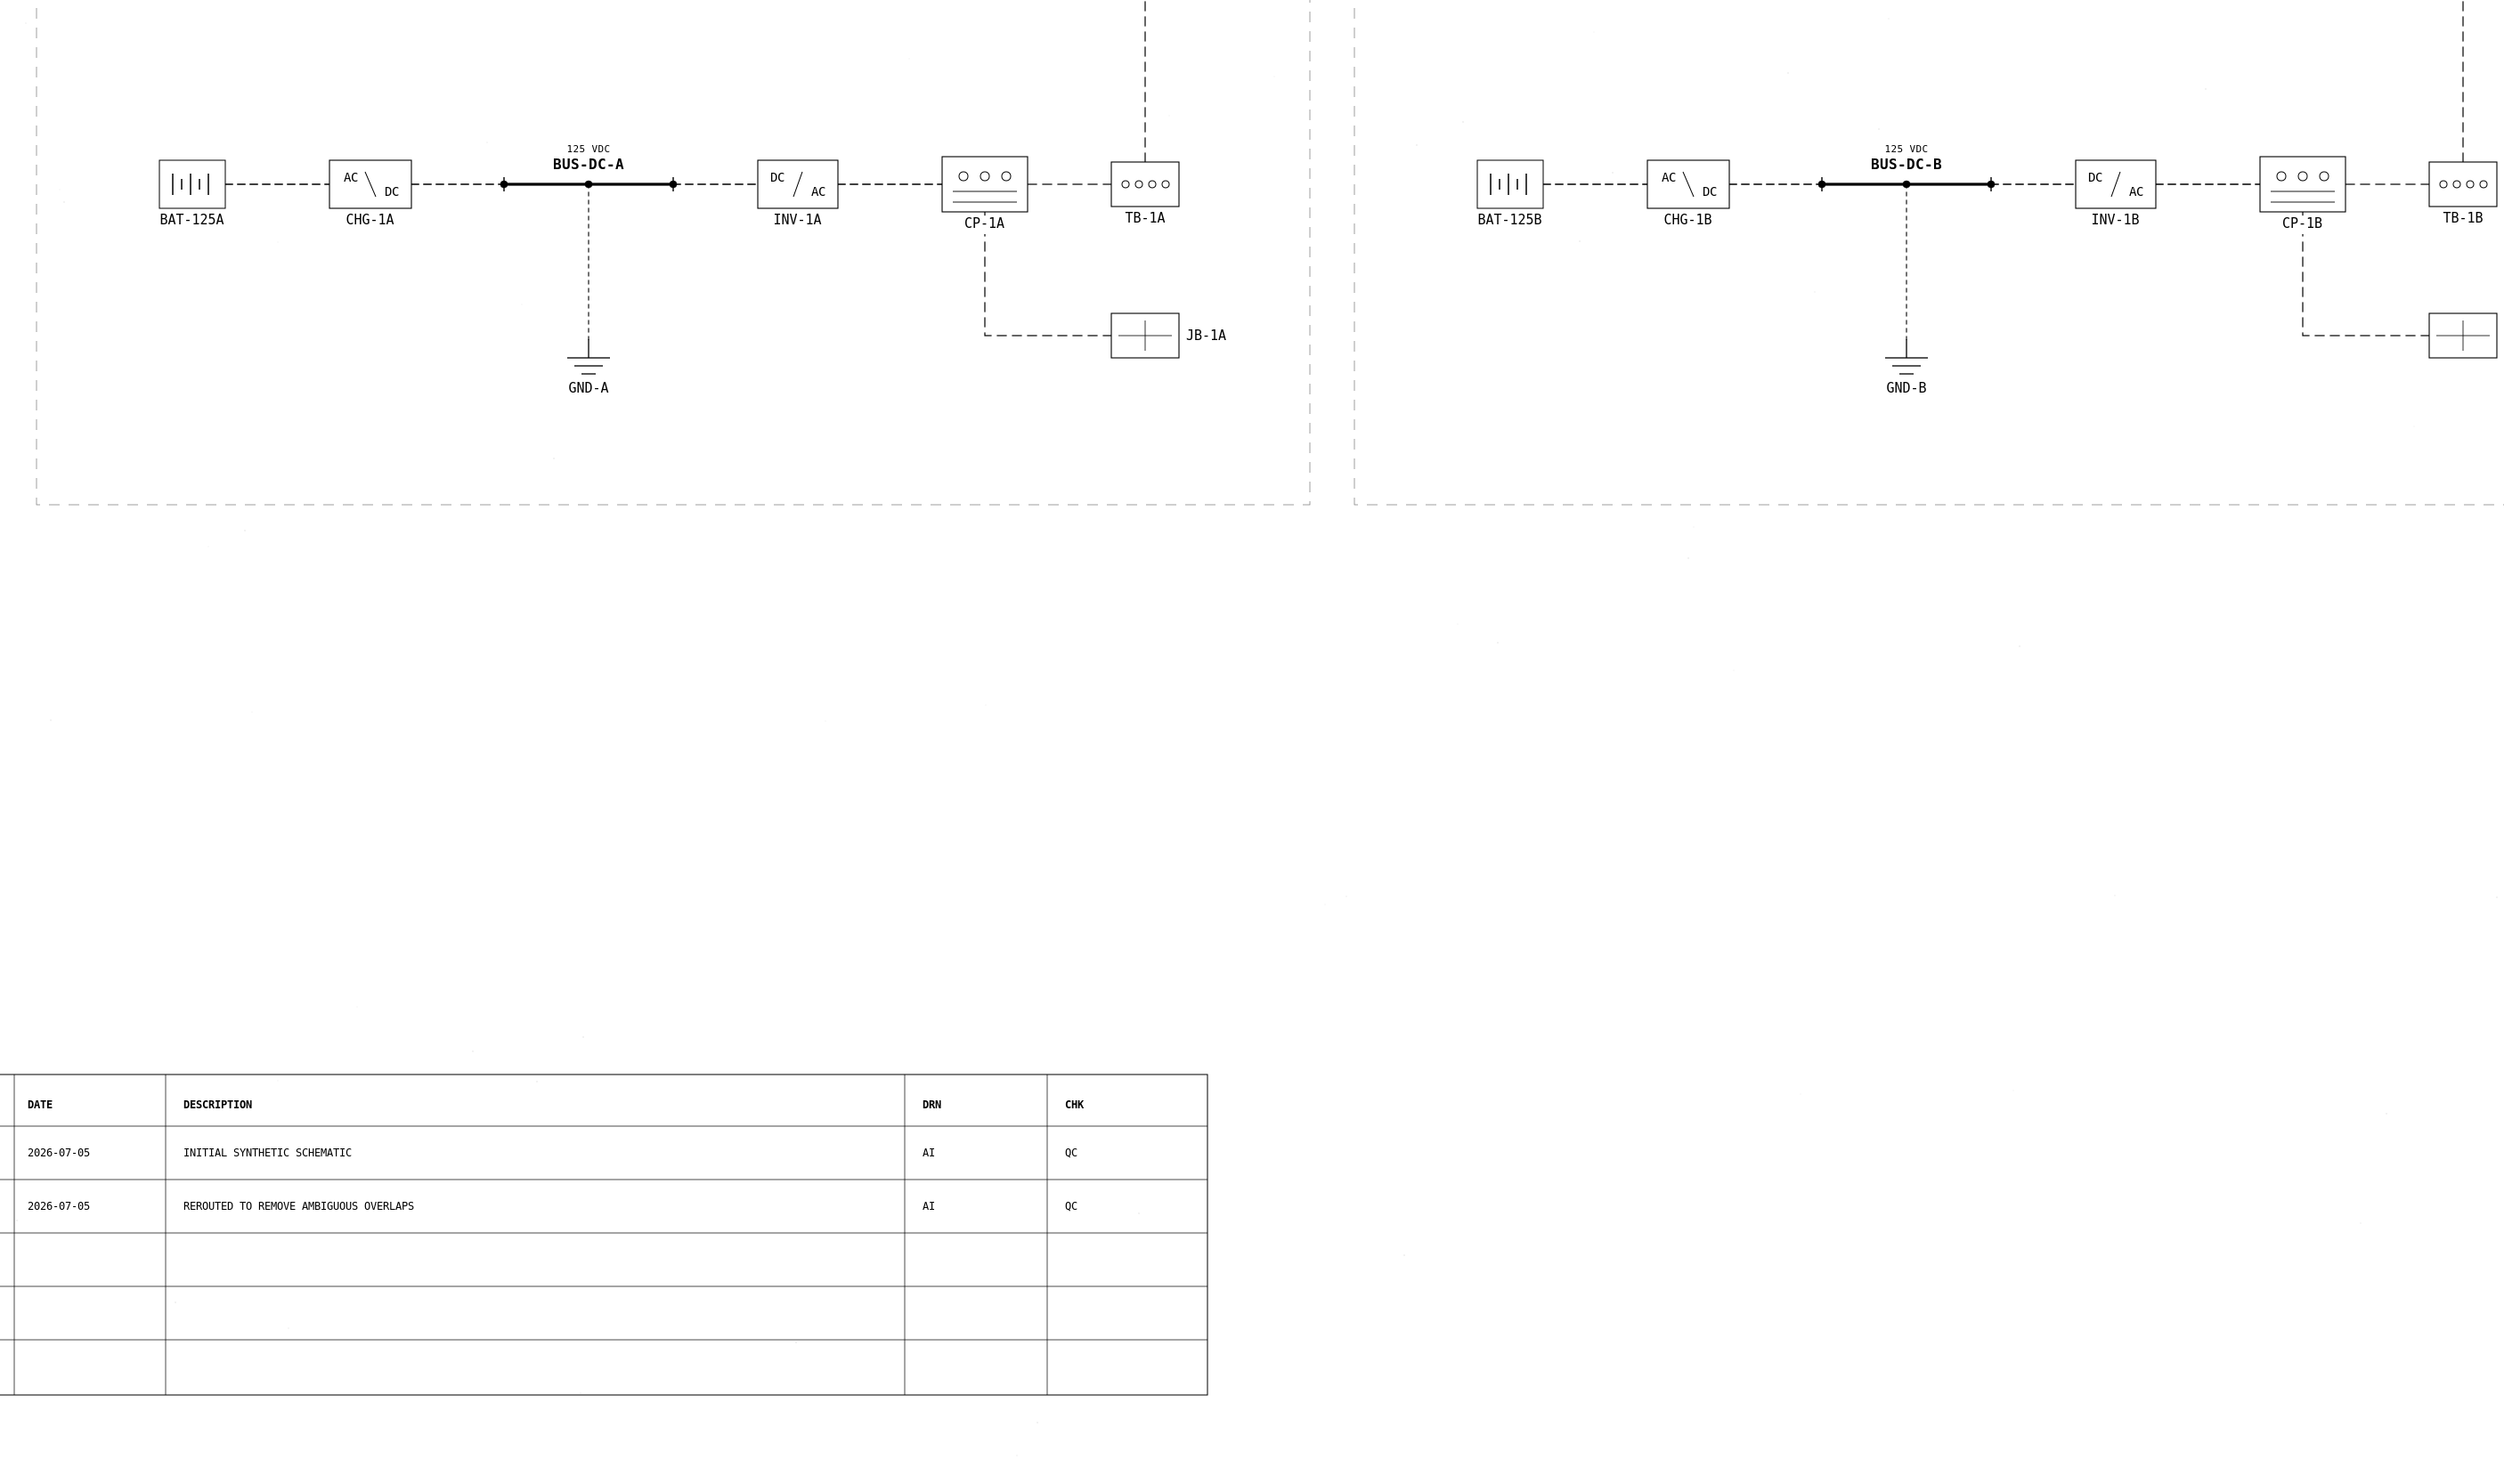 125 VDC
BUS-DC-A
AC
DC
DC
AC
BAT-125A
CHG-1A
INV-1A
CP-1A
TB-1A
JB-1A
GND-A
125 VDC
BUS-DC-B
AC
DC
DC
AC
BAT-125B
CHG-1B
INV-1B
CP-1B
TB-1B
GND-B
DATE DESCRIPTION DRN CHK
2026-07-05 INITIAL SYNTHETIC SCHEMATIC AI QC
2026-07-05 REROUTED TO REMOVE AMBIGUOUS OVERLAPS AI QC